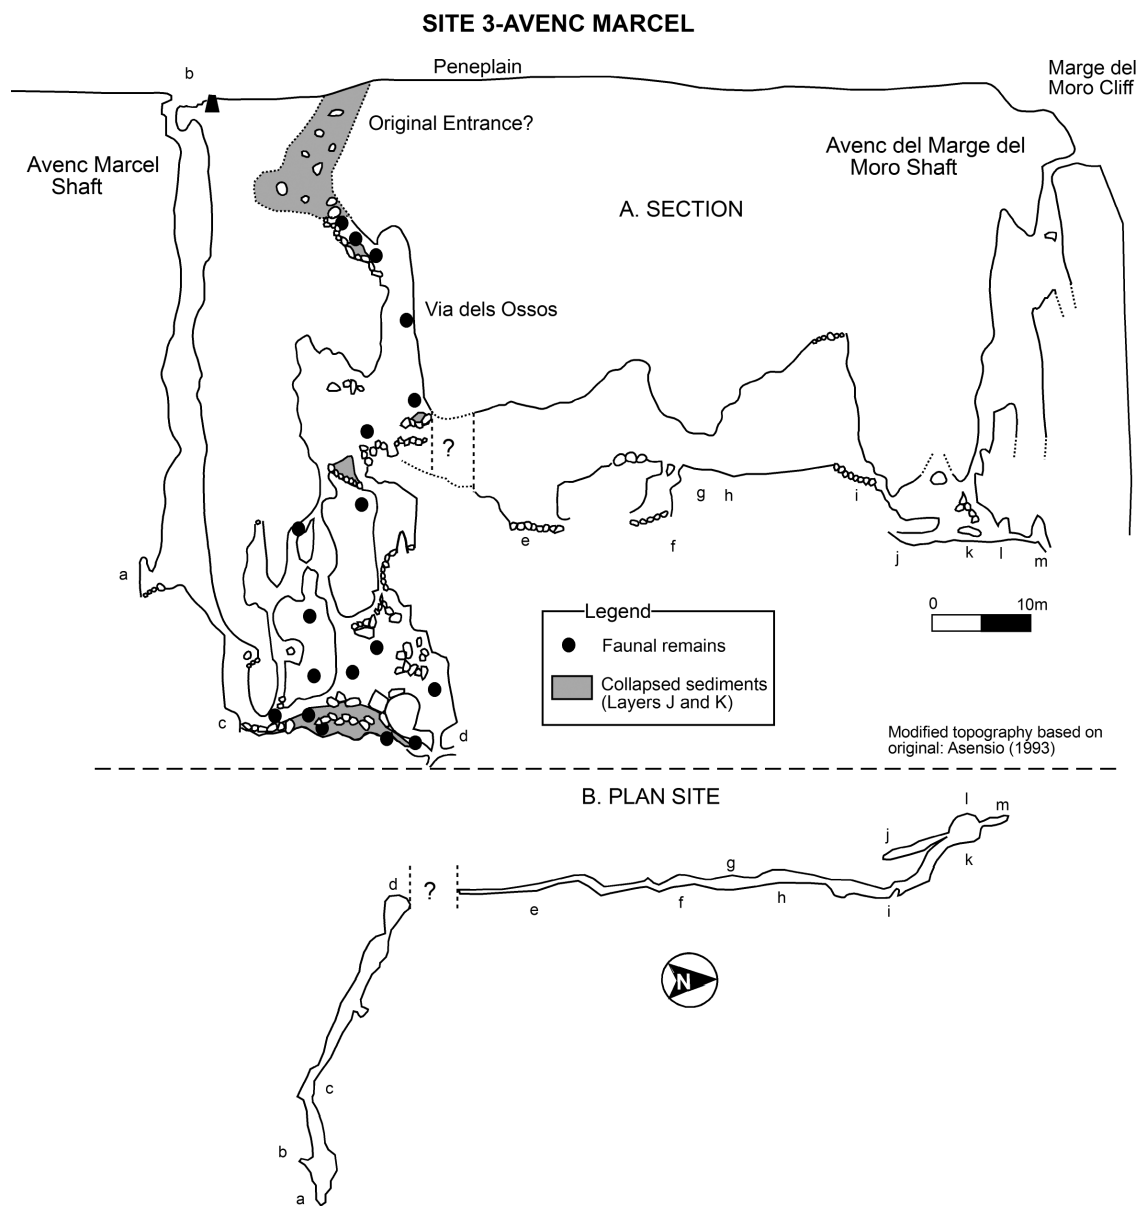 SITE 3-AVENC MARCEL
b
Peneplain
Marge del
Moro Cliff
Original Entrance?
Avenc Marcel
Shaft
Avenc del Marge del
Moro Shaft
A. SECTION
Via dels Ossos
?
g h
i
e
f
j
k
l
m
a
0 10m
Legend
Faunal remains
Collapsed sediments
(Layers J and K)
c
d
Modified topography based on
original: Asensio (1993)
B. PLAN SITE
l
m
j
k
g
d
?
h
e
f
i
N
c
b
a